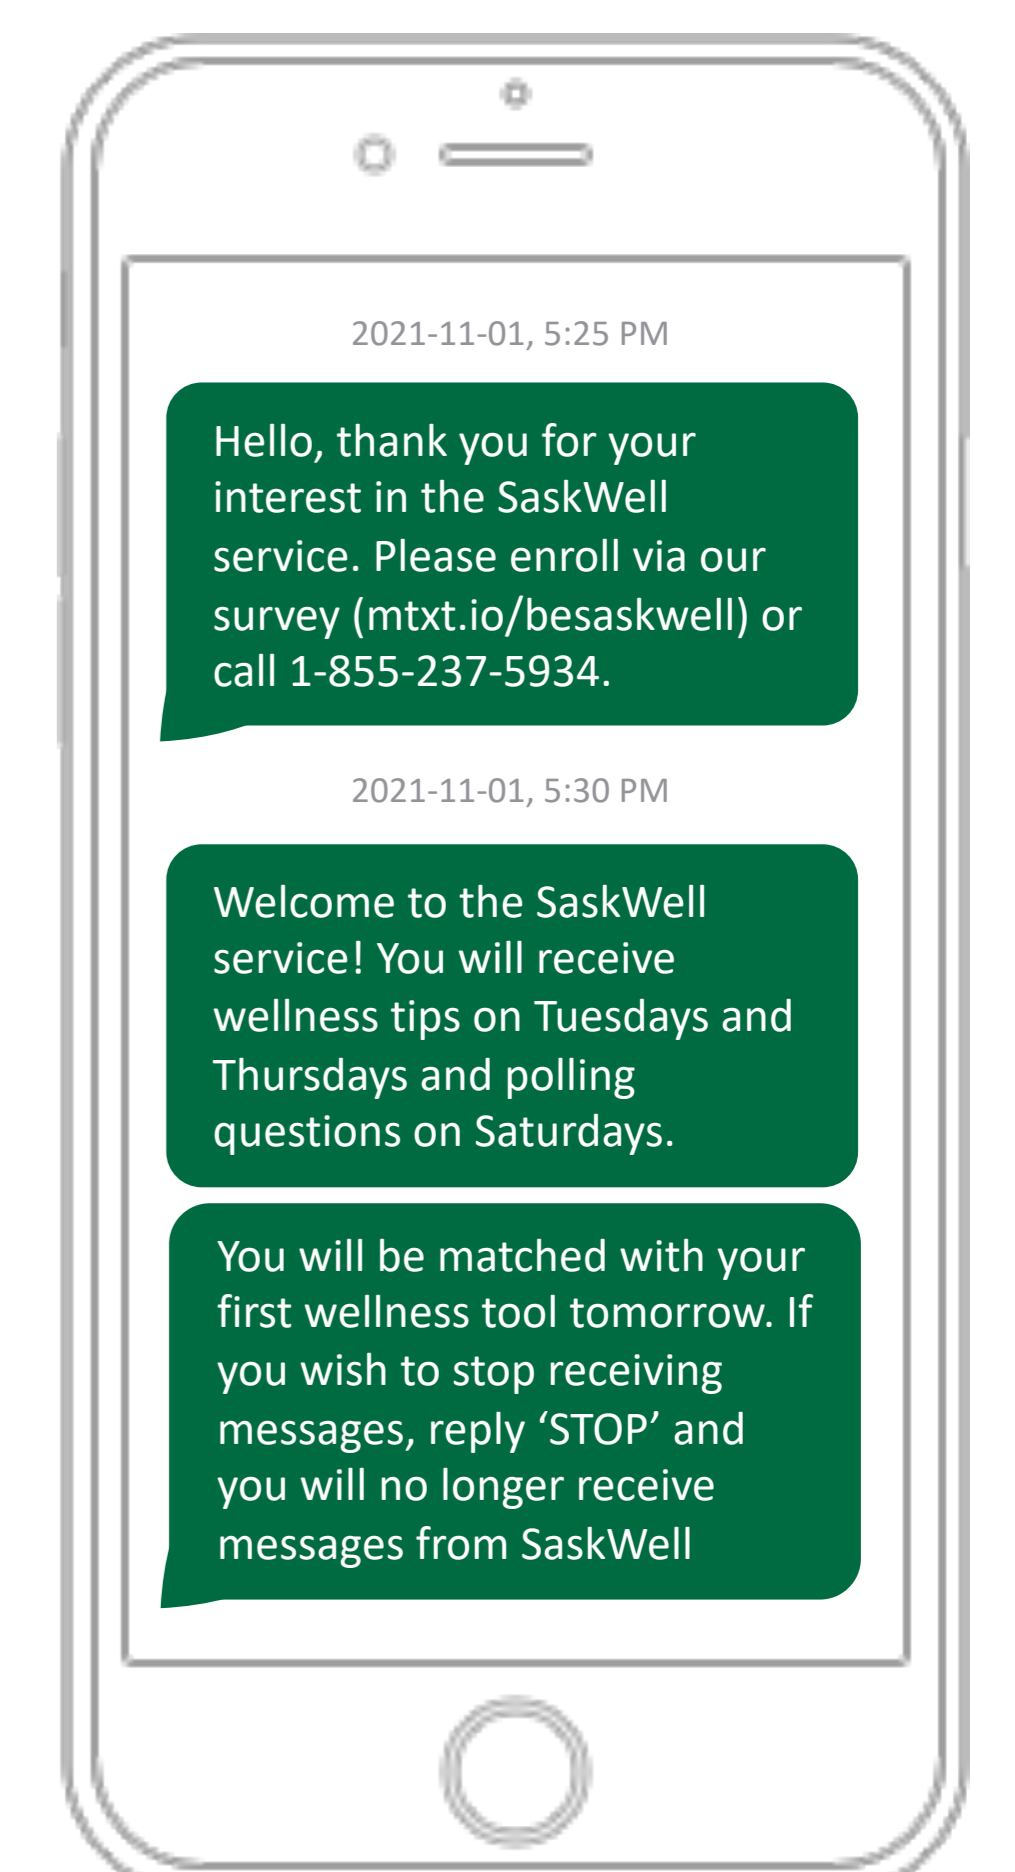 2021-11-01, 5:25 PM
Hello, thank you for your
interest in the SaskWell
service. Please enroll via our
survey (mtxt.io/besaskwell) or
call 1-855-237-5934.
2021-11-01, 5:30 PM
Welcome to the SaskWell
service! You will receive
wellness tips on Tuesdays and
Thursdays and polling
questions on Saturdays.
You will be matched with your
first wellness tool tomorrow. If
you wish to stop receiving
messages, reply ‘STOP’ and
you will no longer receive
messages from SaskWell